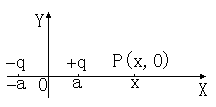 Y
-q +q P(x, 0)
-a 0 a x X